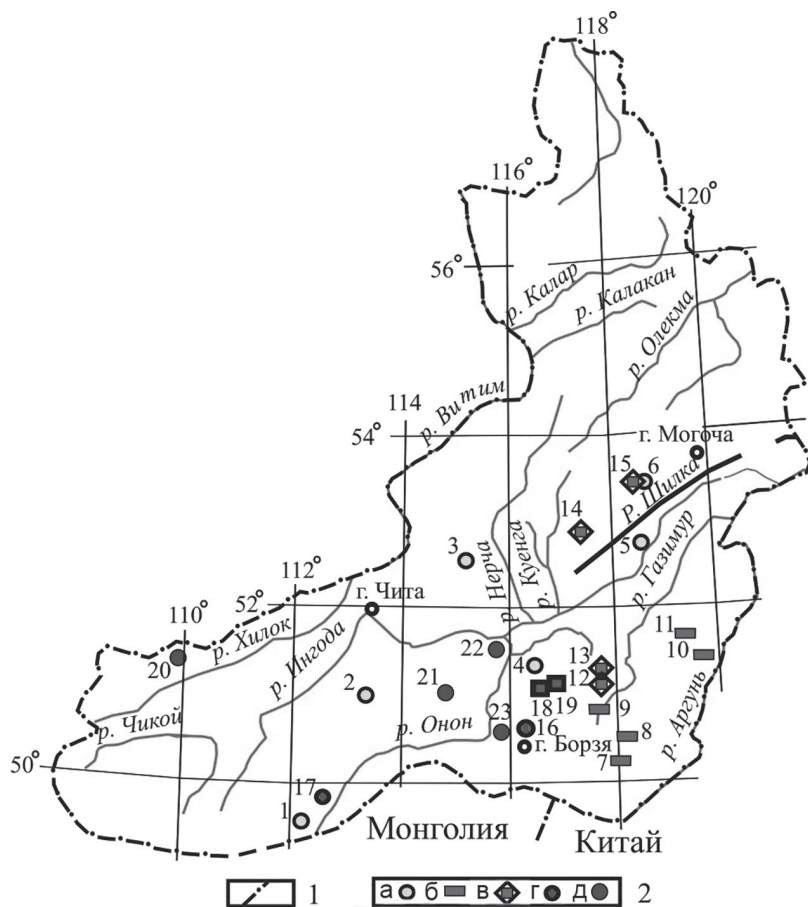 118°
116°
120°
56°
р. Калар
р. Калакан
р. Олекма
р. Витим
114
54°
г. Могоча
15
6
Р. Шилка
14
5
3
р. Нерча
р. Куенга
р. Газимур
112
52°
г. Чита
110°
р. Хилок
р. Ингода
20
22
4
13
11
10
2
21
12
18
19
9
р. Чикой
р. Онон
23
16
8
г. Борзя
7
р. Аргунь
50°
17
1
Монголия
Китай
1
а б в г д 2